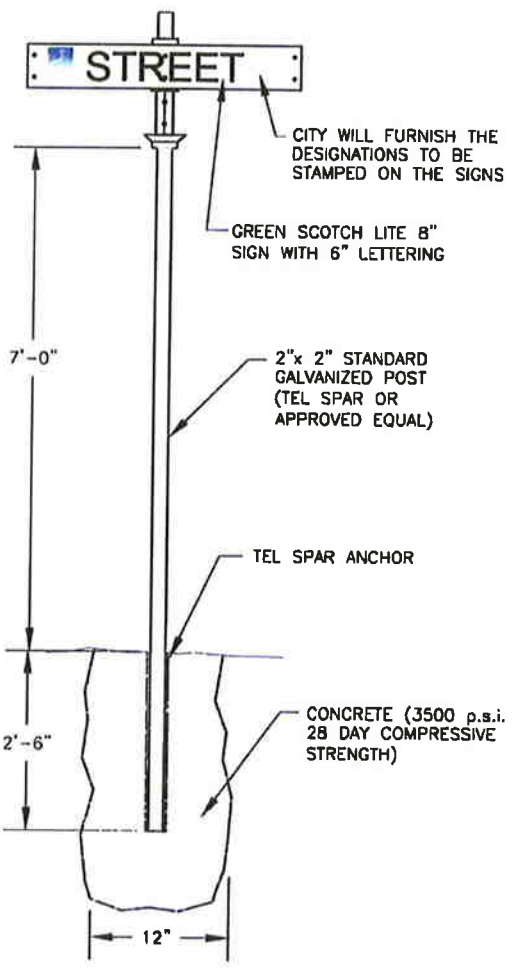 STREET
CITY WILL FURNISH THE
DESIGNATIONS TO BE
STAMPED ON THE SIGNS
GREEN SCOTCH LITE 8"
SIGN WITH 6" LETTERING
7'-0"
2"x 2" STANDARD
GALVANIZED POST
(TEL SPAR OR
APPROVED EQUAL)
TEL SPAR ANCHOR
2'-6"
CONCRETE (3500 p.s.i.
28 DAY COMPRESSIVE
STRENGTH)
12"